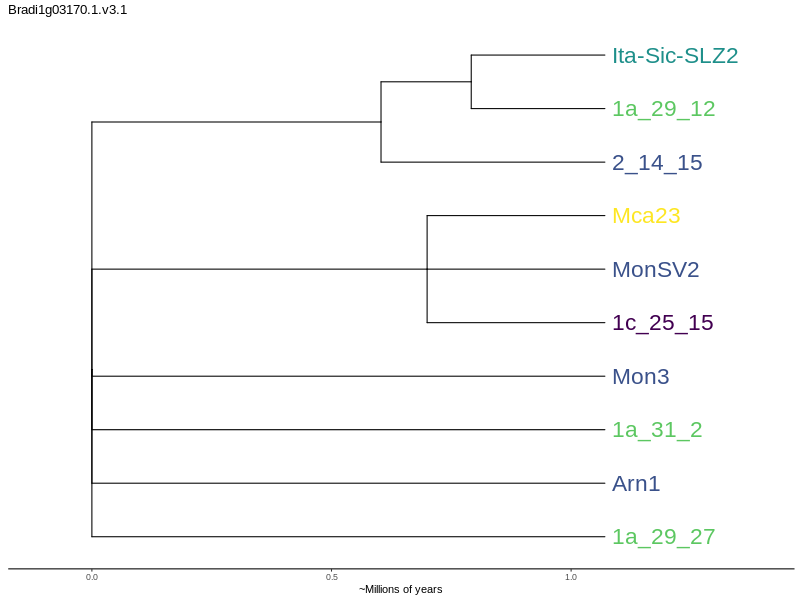 Bradi1g03170.1.v3.1
Ita-Sic-SLZ2
1a_29_12
2_14_15
Mca23
MonSV2
1c_25_15
Mon3
1a_31_2
Arn1
1a_29_27
0.0 0.5 1.0
~Millions of years